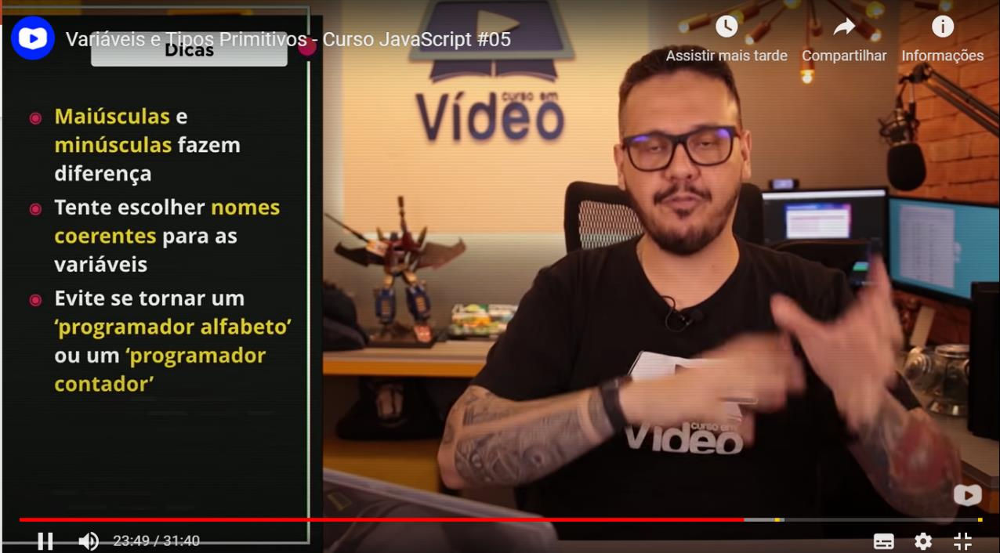 Variáveis e Tipos Primitivos - Curso JavaScript #05
Assistir mais tarde
Compartilhar
Informações
Dicas
Maiúsculas e
minúsculas fazem
diferença
Tente escolher nomes
coerentes para as
variáveis
Evite se tornar um
‘programador alfabeto’
ou um ‘programador
contador’
curso em
Vídeo
curso em
Vídeo
23:49 / 31:40